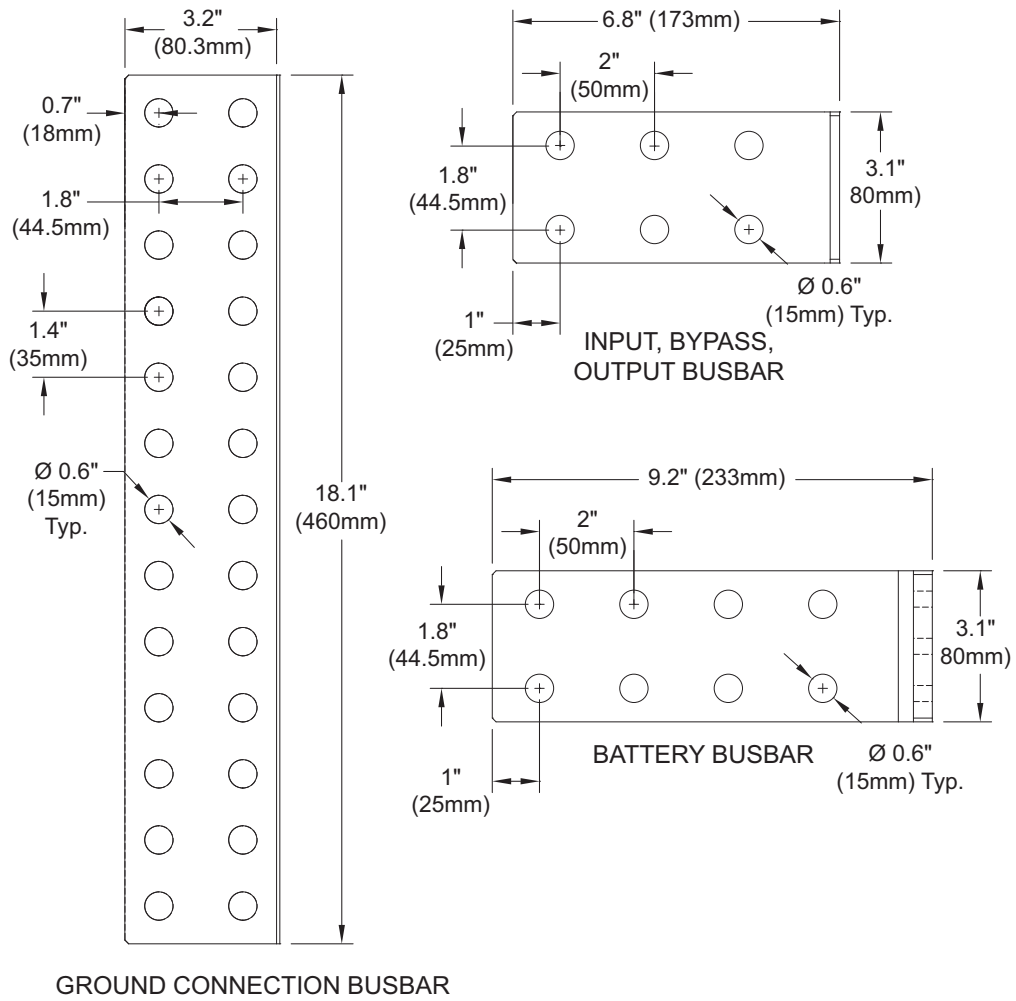 3.2"
(80.3mm)
0.7"
(18mm)
1.8"
(44.5mm)
1.4"
(35mm)
Ø 0.6"
(15mm)
Typ.
18.1"
(460mm)
GROUND CONNECTION BUSBAR
6.8" (173mm)
2"
(50mm)
1.8"
(44.5mm)
3.1"
80mm)
Ø 0.6"
(15mm) Typ.
1"
(25mm)
INPUT, BYPASS,
OUTPUT BUSBAR
9.2" (233mm)
2"
(50mm)
1.8"
(44.5mm)
3.1"
80mm)
BATTERY BUSBAR
Ø 0.6"
(15mm) Typ.
1"
(25mm)